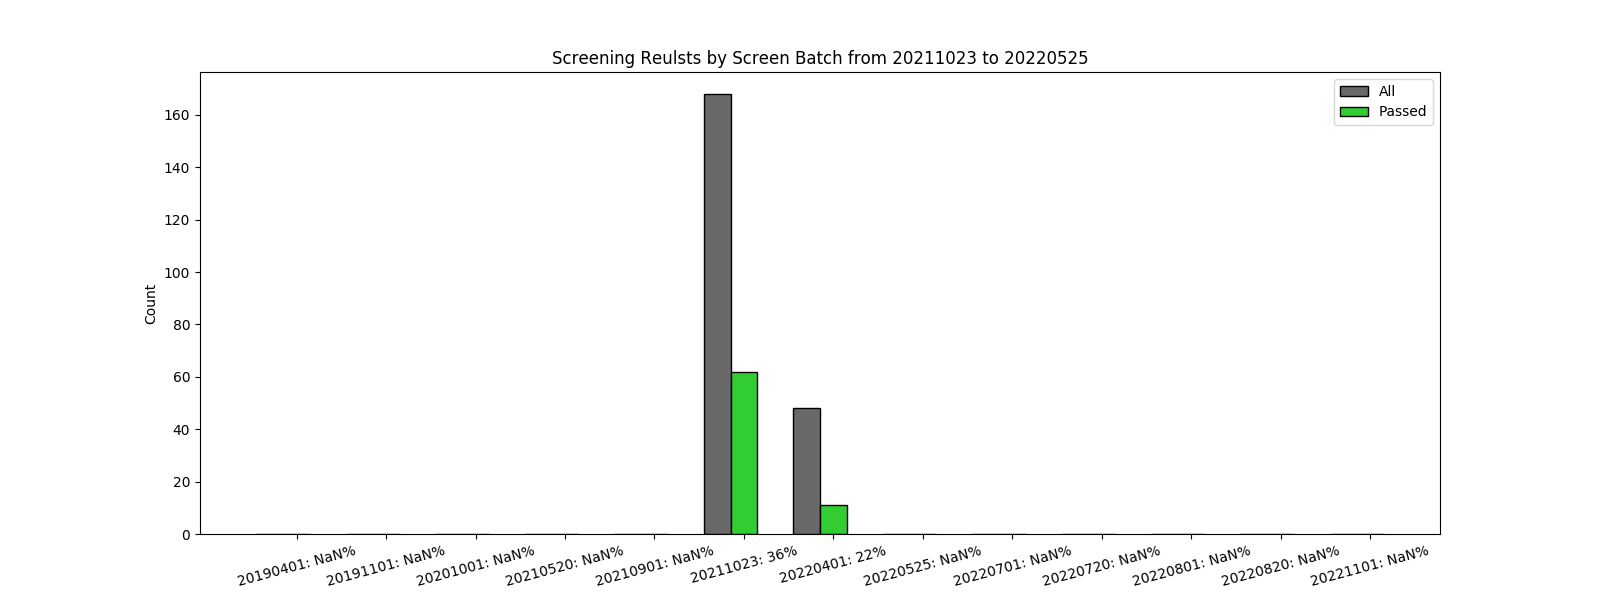 Screening Reulsts by Screen Batch from 20211023 to 20220525
All
Passed
160
140
120
100
80
60
40
20
0
Count
20190401: NaN%
20191101: NaN%
20201001: NaN%
20210520: NaN%
20210901: NaN%
20211023: 36%
20220401: 22%
20220525: NaN%
20220701: NaN%
20220720: NaN%
20220801: NaN%
20220820: NaN%
20221101: NaN%